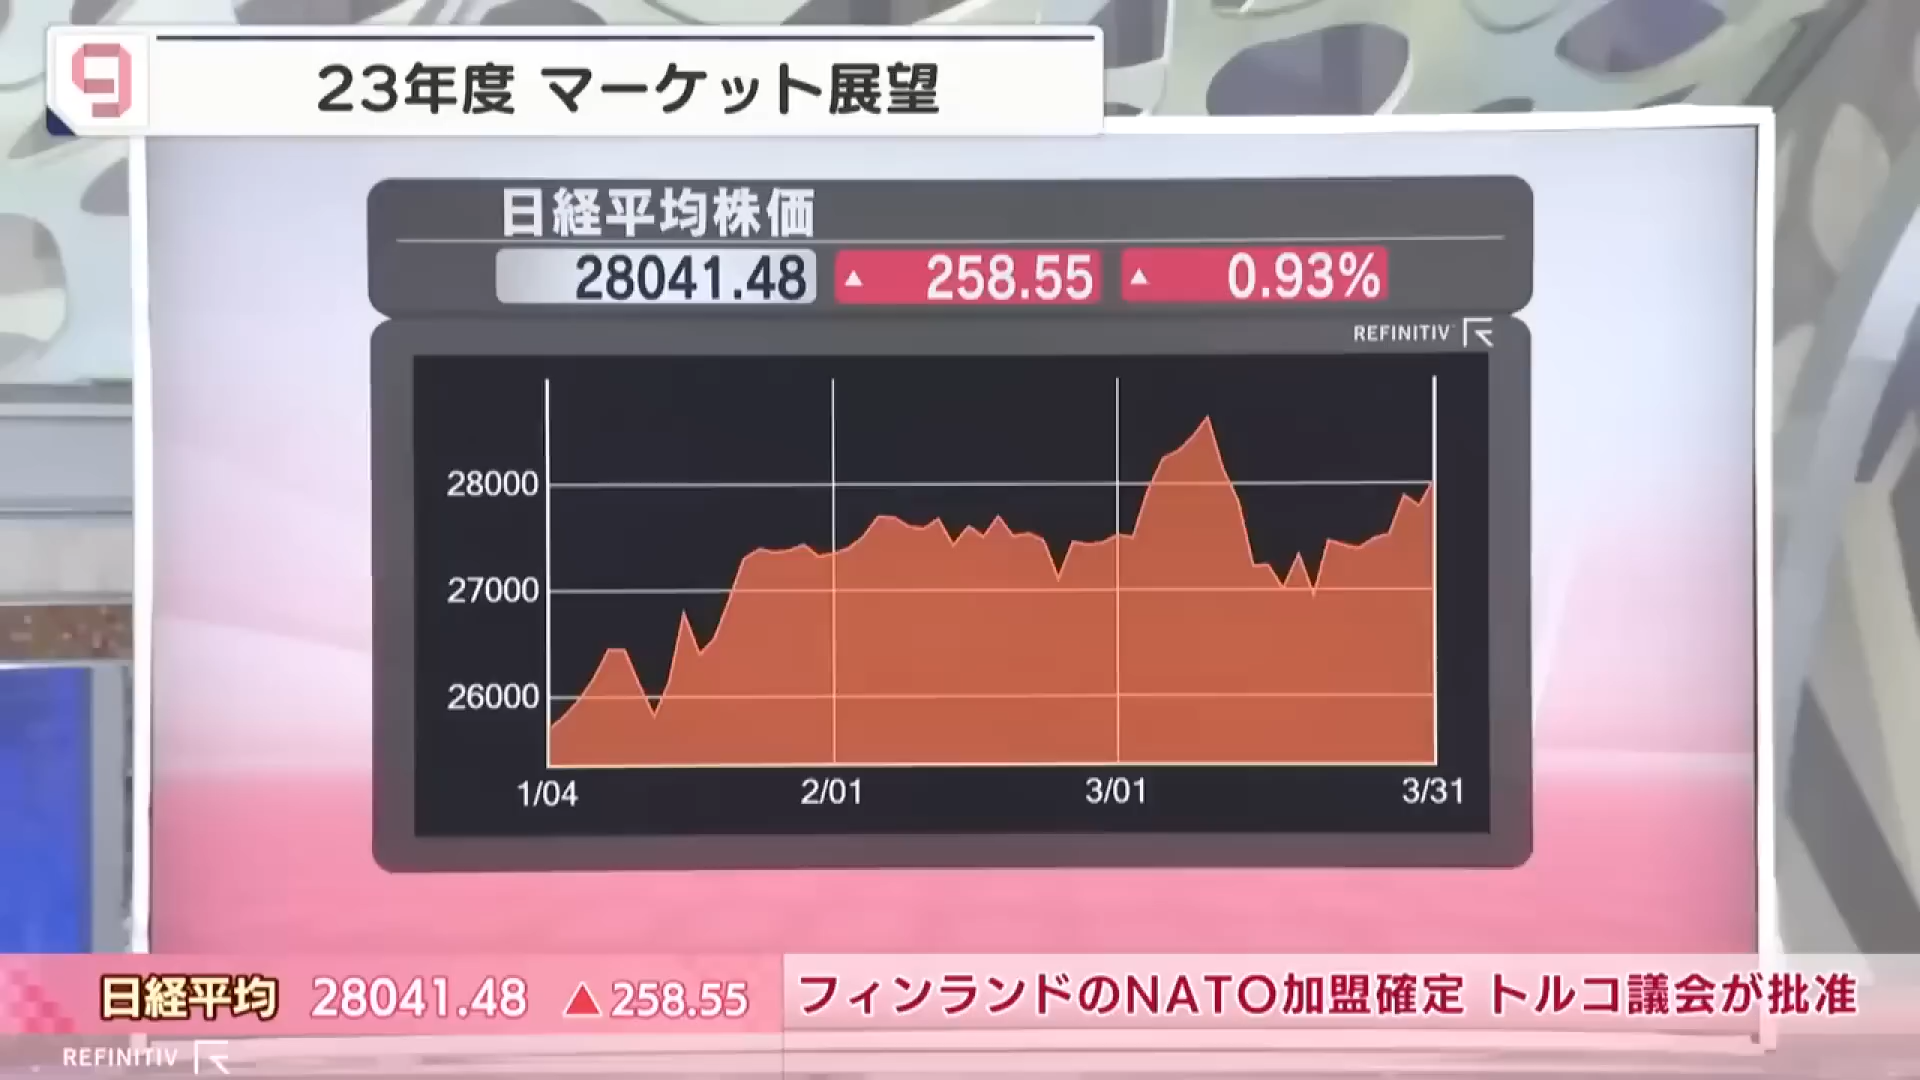 9
23年度 マーケット展望
日経平均株価
28041.48 ▲ 258.55 ▲ 0.93%
REFINITIV
28000
27000
26000
1/04 2/01 3/01 3/31
日経平均 28041.48 ▲258.55
フィンランドのNATO加盟確定 トルコ議会が批准
REFINITIV